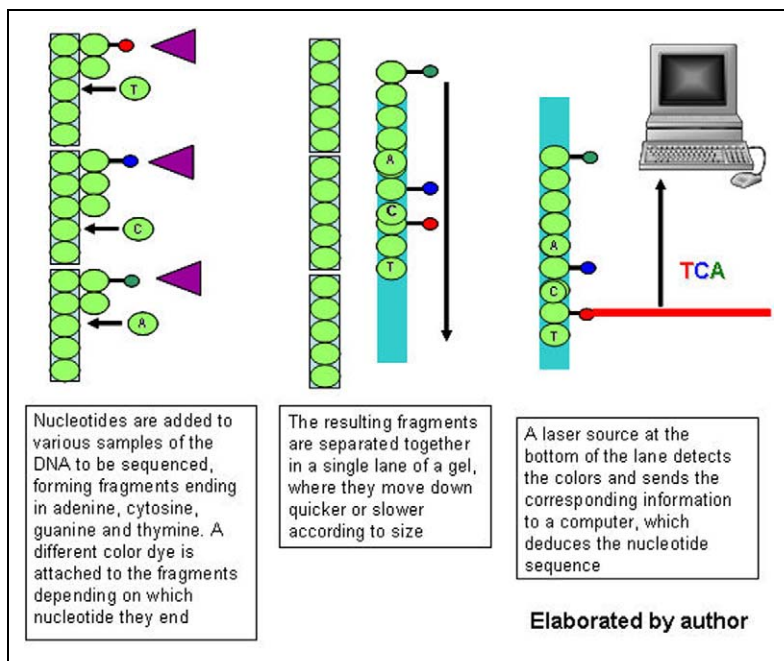 T
C
A
A
C
T
A
C
T
TCA
Nucleotides are added to
various samples of the
DNA to be sequenced,
forming fragments ending
in adenine, cytosine,
guanine and thymine. A
different color dye is
attached to the fragments
depending on which
nucleotide they end
The resulting fragments
are separated together
in a single lane of a gel,
where they move down
quicker or slower
according to size
A laser source at the
bottom of the lane detects
the colors and sends the
corresponding information
to a computer, which
deduces the nucleotide
sequence
Elaborated by author